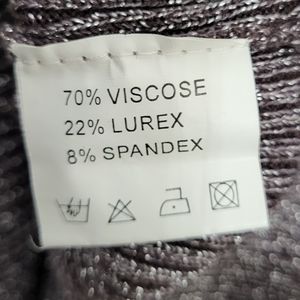 70% VISCOSE
22% LUREX
8% SPANDEX